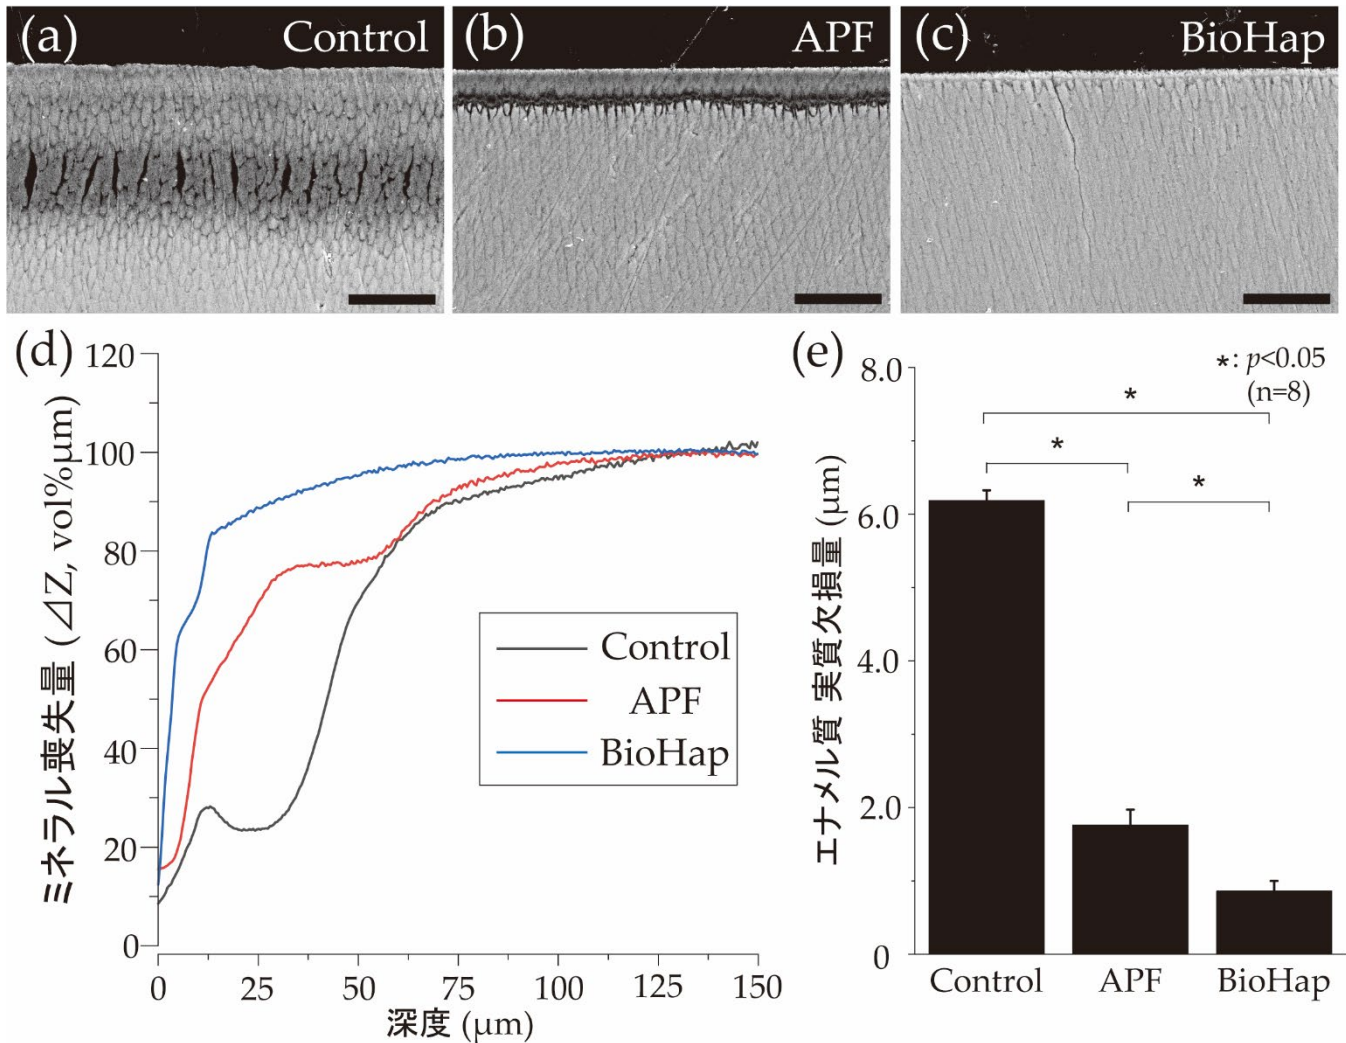 (a) Control
(b) APF
(c) BioHap
(d)
120
100
80
60
40
20
0
ミネラル喪失量 (⊿Z, vol%μm)
0 25 50 75 100 125 150
深度 (μm)
Control
APF
BioHap
(e)
*: p<0.05
(n=8)
*
*
*
8.0
6.0
4.0
2.0
0
エナメル質 実質欠損量 (μm)
Control APF BioHap